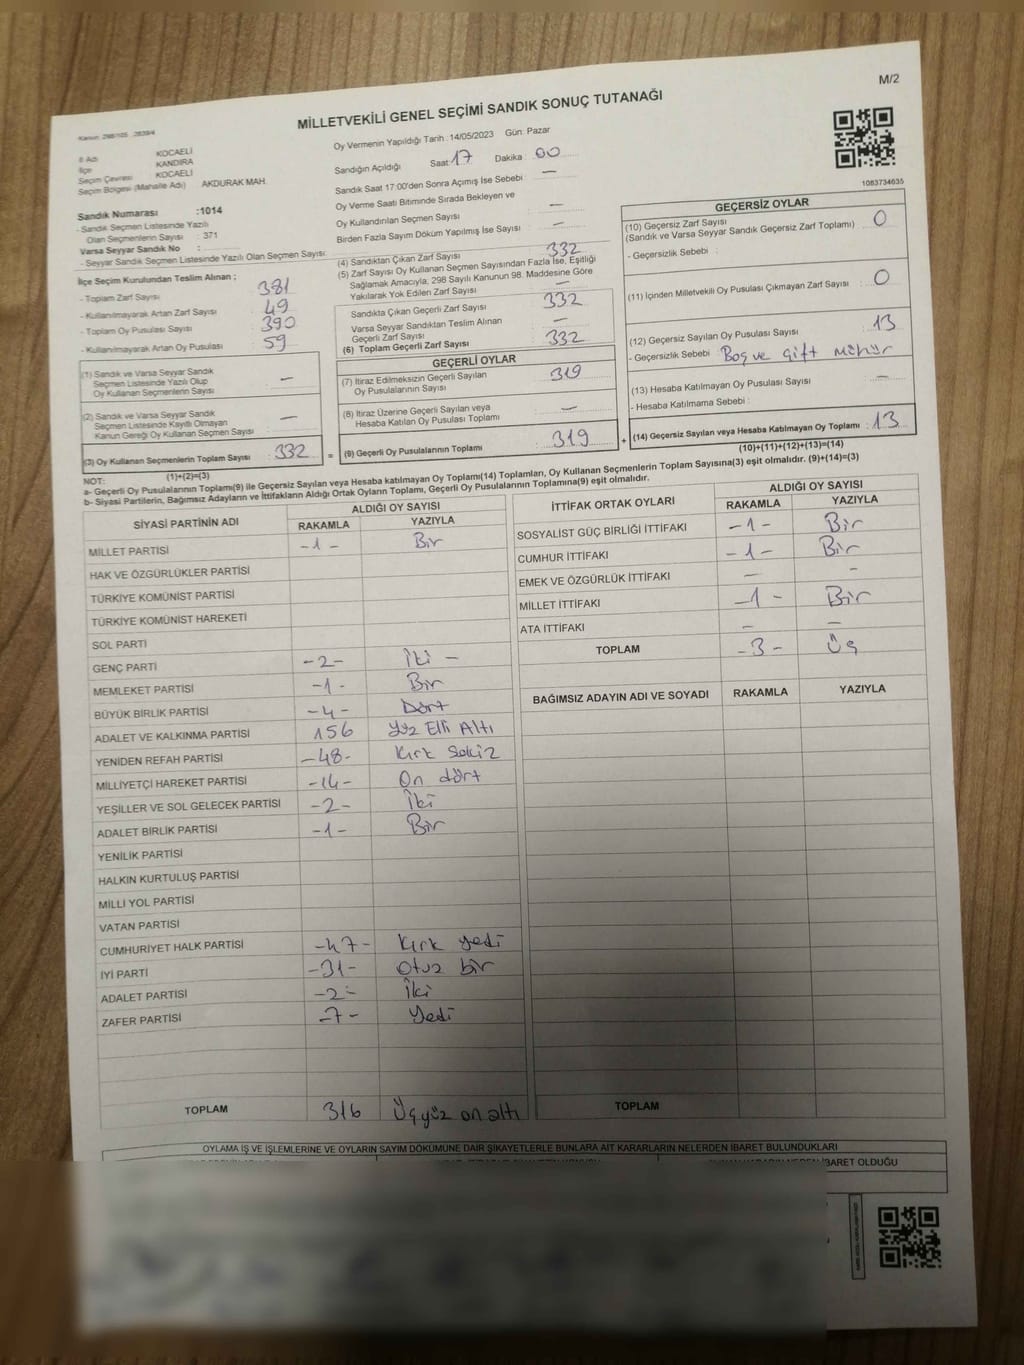 M/2
MİLLETVEKİLİ GENEL SEÇİMİ SANDIK SONUÇ TUTANAĞI
İl Adı KOCAELİ
İlçe KANDIRA
Seçim Çevresi KOCAELİ
Seçim Bölgesi (Mahalle Adı) AKDURAK MAH.
Sandık Numarası :1014
- Sandık Seçmen Listesinde Yazılı
Olan Seçmenlerin Sayısı : 371
Varsa Seyyar Sandık No :
- Seyyar Sandık Seçmen Listesinde Yazılı Olan Seçmen Sayısı
İlçe Seçim Kurulundan Teslim Alınan ;
- Toplam Zarf Sayısı : 381
- Kullanılmayarak Artan Zarf Sayısı : 49
- Toplam Oy Pusulası Sayısı : 390
- Kullanılmayarak Artan Oy Pusulası : 59
(1) Sandık ve Varsa Seyyar Sandık
Seçmen Listesinde Yazılı Olup
Oy Kullanan Seçmenlerin Sayısı : —
(2) Sandık ve Varsa Seyyar Sandık
Seçmen Listesinde Kayıtlı Olmayan
Kanun Gereği Oy Kullanan Seçmen Sayısı : —
(3) Oy Kullanan Seçmenlerin Toplam Sayısı : 332
(1)+(2)=(3)
Oy Vermenin Yapıldığı Tarih : 14/05/2023 Gün: Pazar
Sandığın Açıldığı Saat : 17 Dakika : 00
Sandık Saat 17:00'den Sonra Açımış İse Sebebi : —
Oy Verme Saati Bitiminde Sırada Bekleyen ve
Oy Kullandırılan Seçmen Sayısı : —
Birden Fazla Sayım Döküm Yapılmış İse Sayısı : —
(4) Sandıktan Çıkan Zarf Sayısı : 332
(5) Zarf Sayısı Oy Kullanan Seçmen Sayısından Fazla İse, Eşitliği
Sağlamak Amacıyla, 298 Sayılı Kanunun 98. Maddesine Göre
Yakılarak Yok Edilen Zarf Sayısı : —
Sandıkta Çıkan Geçerli Zarf Sayısı : 332
Varsa Seyyar Sandıktan Teslim Alınan
Geçerli Zarf Sayısı : —
(6) Toplam Geçerli Zarf Sayısı : 332
GEÇERLİ OYLAR
(7) İtiraz Edilmeksizin Geçerli Sayılan
Oy Pusulalarının Sayısı : 319
(8) İtiraz Üzerine Geçerli Sayılan veya
Hesaba Katılan Oy Pusulası Toplamı : —
= (9) Geçerli Oy Pusulalarının Toplamı : 319 +
1083734635
GEÇERSİZ OYLAR
(10) Geçersiz Zarf Sayısı
(Sandık ve Varsa Seyyar Sandık Geçersiz Zarf Toplamı) : 0
- Geçersizlik Sebebi :
(11) İçinden Milletvekili Oy Pusulası Çıkmayan Zarf Sayısı : 0
(12) Geçersiz Sayılan Oy Pusulası Sayısı : 13
- Geçersizlik Sebebi : Boş ve çift mühür
(13) Hesaba Katılmayan Oy Pusulası Sayısı : —
- Hesaba Katılmama Sebebi :
(14) Geçersiz Sayılan veya Hesaba Katılmayan Oy Toplamı : 13
(10)+(11)+(12)+(13)=(14)
NOT:
a- Geçerli Oy Pusulalarının Toplamı(9) ile Geçersiz Sayılan veya Hesaba katılmayan Oy Toplamı(14) Toplamları, Oy Kullanan Seçmenlerin Toplam Sayısına(3) eşit olmalıdır. (9)+(14)=(3)
b- Siyasi Partilerin, Bağımsız Adayların ve İttifakların Aldığı Ortak Oyların Toplamı, Geçerli Oy Pusulalarının Toplamına(9) eşit olmalıdır.
SİYASİ PARTİNİN ADI ALDIĞI OY SAYISI
RAKAMLA YAZIYLA
MİLLET PARTİSİ -1- Bir
HAK VE ÖZGÜRLÜKLER PARTİSİ
TÜRKİYE KOMÜNİST PARTİSİ
TÜRKİYE KOMÜNİST HAREKETİ
SOL PARTİ
GENÇ PARTİ -2- İki -
MEMLEKET PARTİSİ -1- Bir
BÜYÜK BİRLİK PARTİSİ -4- Dört
ADALET VE KALKINMA PARTİSİ 156 Yüz Elli Altı
YENİDEN REFAH PARTİSİ -48- Kırk Sekiz
MİLLİYETÇİ HAREKET PARTİSİ -14- On dört
YEŞİLLER VE SOL GELECEK PARTİSİ -2- İki
ADALET BİRLİK PARTİSİ -1- Bir
YENİLİK PARTİSİ
HALKIN KURTULUŞ PARTİSİ
MİLLİ YOL PARTİSİ
VATAN PARTİSİ
CUMHURİYET HALK PARTİSİ -47- Kırk yedi
İYİ PARTİ -31- Otuz bir
ADALET PARTİSİ -2- İki
ZAFER PARTİSİ -7- Yedi
TOPLAM 316 Üçyüz on altı
İTTİFAK ORTAK OYLARI ALDIĞI OY SAYISI
RAKAMLA YAZIYLA
SOSYALİST GÜÇ BİRLİĞİ İTTİFAKI -1- Bir
CUMHUR İTTİFAKI -1- Bir
EMEK VE ÖZGÜRLÜK İTTİFAKI — -
MİLLET İTTİFAKI -1- Bir
ATA İTTİFAKI — —
TOPLAM -3- Üç
BAĞIMSIZ ADAYIN ADI VE SOYADI RAKAMLA YAZIYLA
TOPLAM
OYLAMA İŞ VE İŞLEMLERİNE VE OYLARIN SAYIM DÖKÜMÜNE DAİR ŞİKAYETLERLE BUNLARA AİT KARARLARIN NELERDEN İBARET BULUNDUKLARI
İBARET OLDUĞU